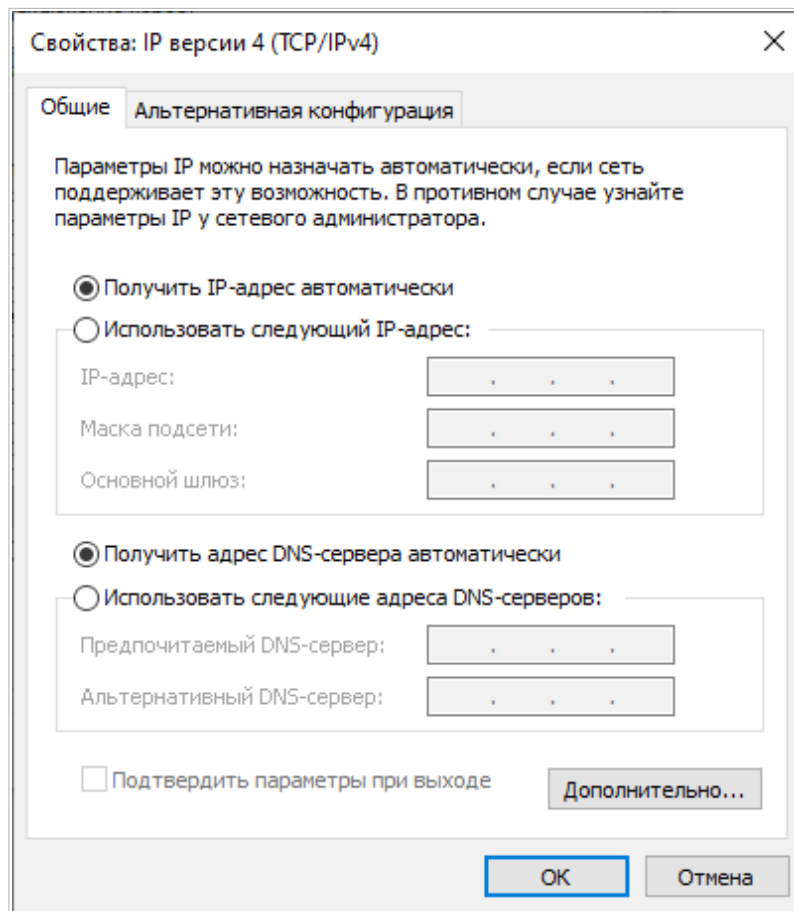 Свойства: IP версии 4 (TCP/IPv4)
Общие
Альтернативная конфигурация
Параметры IP можно назначать автоматически, если сеть
поддерживает эту возможность. В противном случае узнайте
параметры IP у сетевого администратора.
Получить IP-адрес автоматически
Использовать следующий IP-адрес:
IP-адрес:
Маска подсети:
Основной шлюз:
Получить адрес DNS-сервера автоматически
Использовать следующие адреса DNS-серверов:
Предпочитаемый DNS-сервер:
Альтернативный DNS-сервер:
Подтвердить параметры при выходе
Дополнительно...
ОК
Отмена